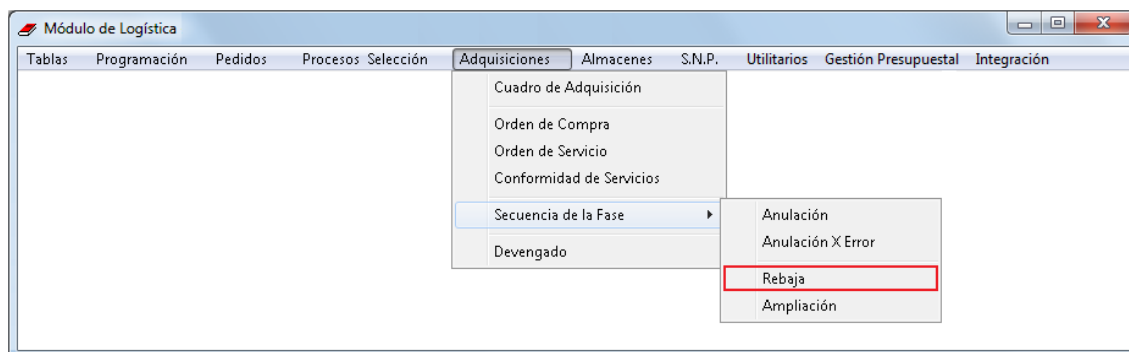 Módulo de Logística
Tablas Programación Pedidos Procesos Selección Adquisiciones Almacenes S.N.P. Utilitarios Gestión Presupuestal Integración
Cuadro de Adquisición
Orden de Compra
Orden de Servicio
Conformidad de Servicios
Secuencia de la Fase
Devengado
Anulación
Anulación X Error
Rebaja
Ampliación